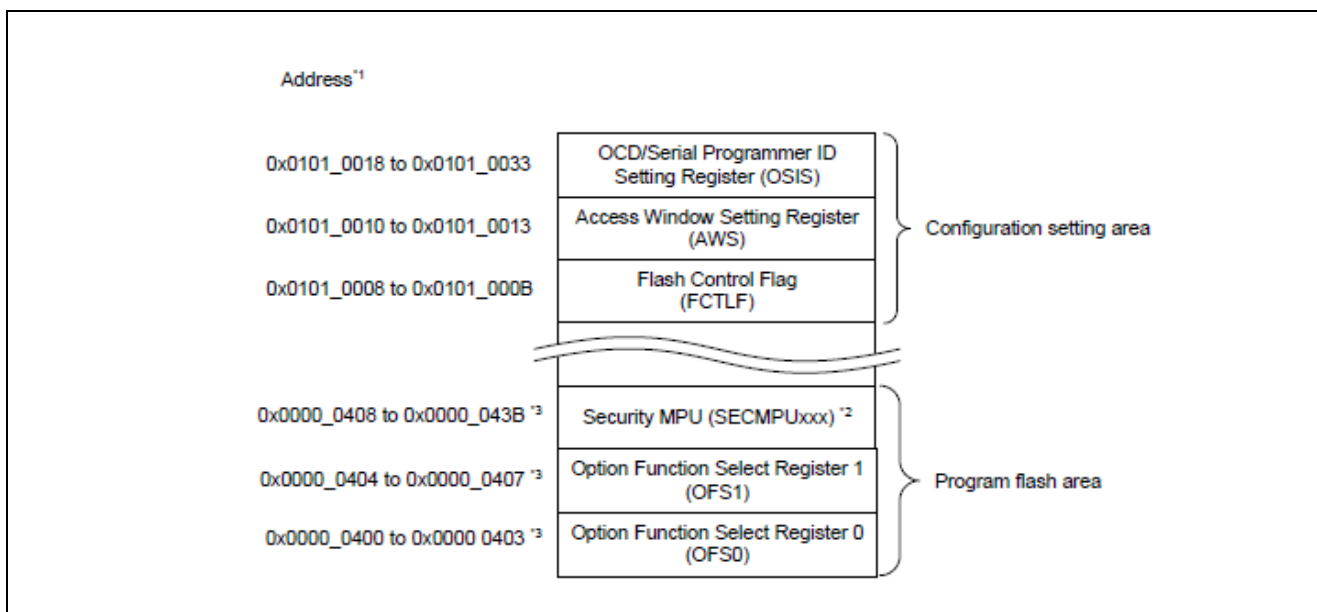 Address*1
0x0101_0018 to 0x0101_0033
OCD/Serial Programmer ID
Setting Register (OSIS)
0x0101_0010 to 0x0101_0013
Access Window Setting Register
(AWS)
Configuration setting area
0x0101_0008 to 0x0101_000B
Flash Control Flag
(FCTLF)
0x0000_0408 to 0x0000_043B *3
Security MPU (SECMPUxxx) *2
0x0000_0404 to 0x0000_0407 *3
Option Function Select Register 1
(OFS1)
Program flash area
0x0000_0400 to 0x0000 0403 *3
Option Function Select Register 0
(OFS0)